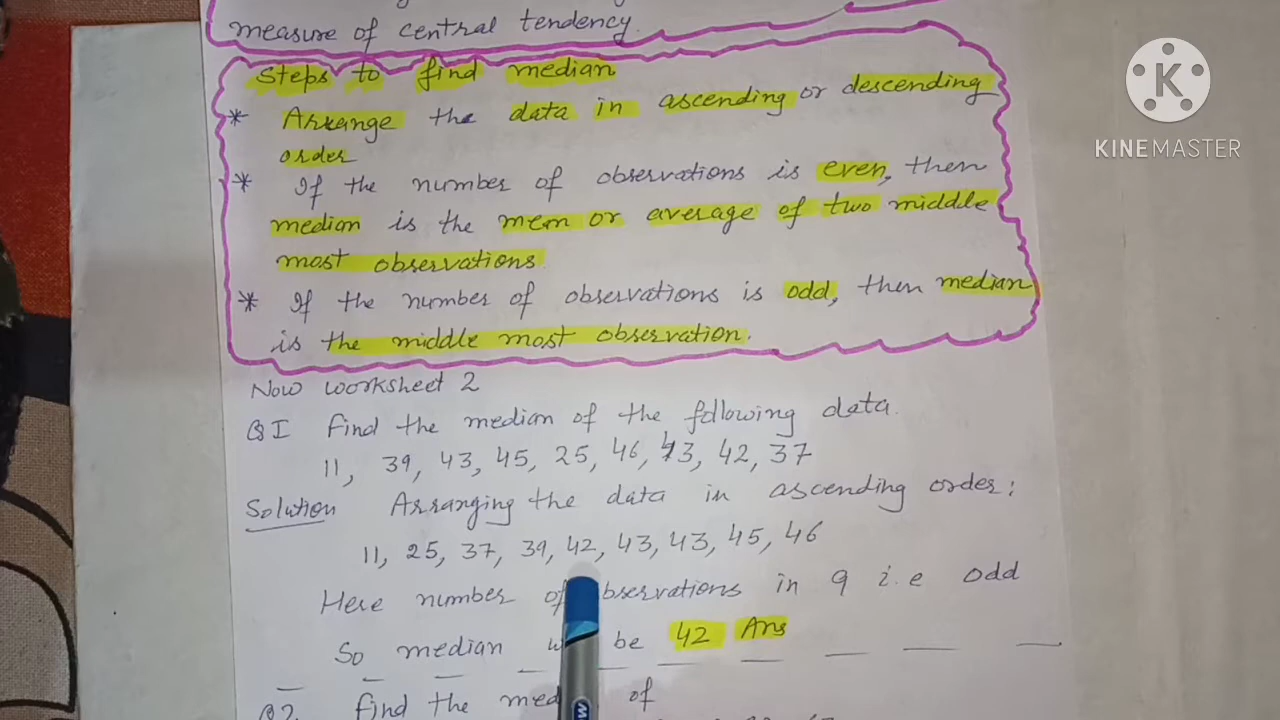 measure of central tendency.
Steps to find median
* Arrange the data in ascending or descending
order
* If the number of observations is even, then
median is the mean or average of two middle
most observations.
* If the number of observations is odd, then median
is the middle most observation.
Now worksheet 2
Q I Find the median of the following data.
11, 39, 43, 45, 25, 46, 43, 42, 37
Solution Arranging the data in ascending order:
11, 25, 37, 39, 42, 43, 43, 45, 46
Here number of observations in 9 i.e odd
So median be 42 Ans
Q2. Find the of
K
KINEMASTER